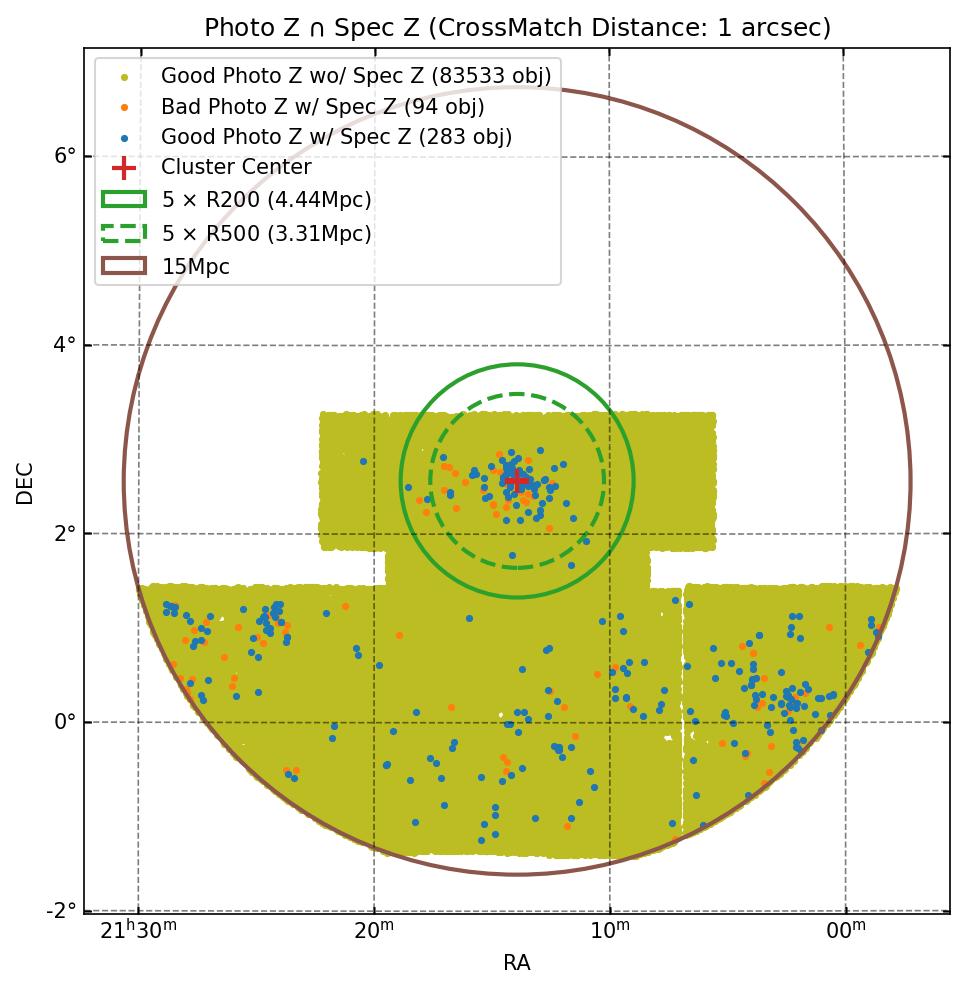 Photo Z ∩ Spec Z (CrossMatch Distance: 1 arcsec)
Good Photo Z wo/ Spec Z (83533 obj)
Bad Photo Z w/ Spec Z (94 obj)
Good Photo Z w/ Spec Z (283 obj)
Cluster Center
5 × R200 (4.44Mpc)
5 × R500 (3.31Mpc)
15Mpc
6°
4°
2°
0°
-2°
DEC
21ʰ30ᵐ 20ᵐ 10ᵐ 00ᵐ
RA